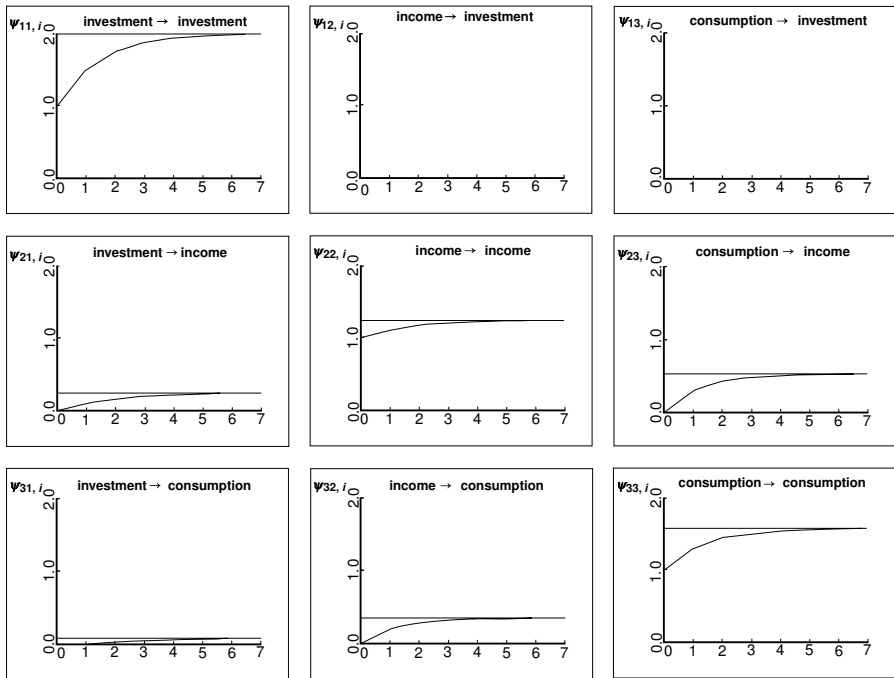 ψ11, i investment → investment
2.0
1.0
0.0
0 1 2 3 4 5 6 7
ψ12, i income → investment
2.0
1.0
0.0
0 1 2 3 4 5 6 7
ψ13, i consumption → investment
2.0
1.0
0.0
0 1 2 3 4 5 6 7
ψ21, i investment → income
2.0
1.0
0.0
0 1 2 3 4 5 6 7
ψ22, i income → income
2.0
1.0
0.0
0 1 2 3 4 5 6 7
ψ23, i consumption → income
2.0
1.0
0.0
0 1 2 3 4 5 6 7
ψ31, i investment → consumption
2.0
1.0
0.0
0 1 2 3 4 5 6 7
ψ32, i income → consumption
2.0
1.0
0.0
0 1 2 3 4 5 6 7
ψ33, i consumption → consumption
2.0
1.0
0.0
0 1 2 3 4 5 6 7